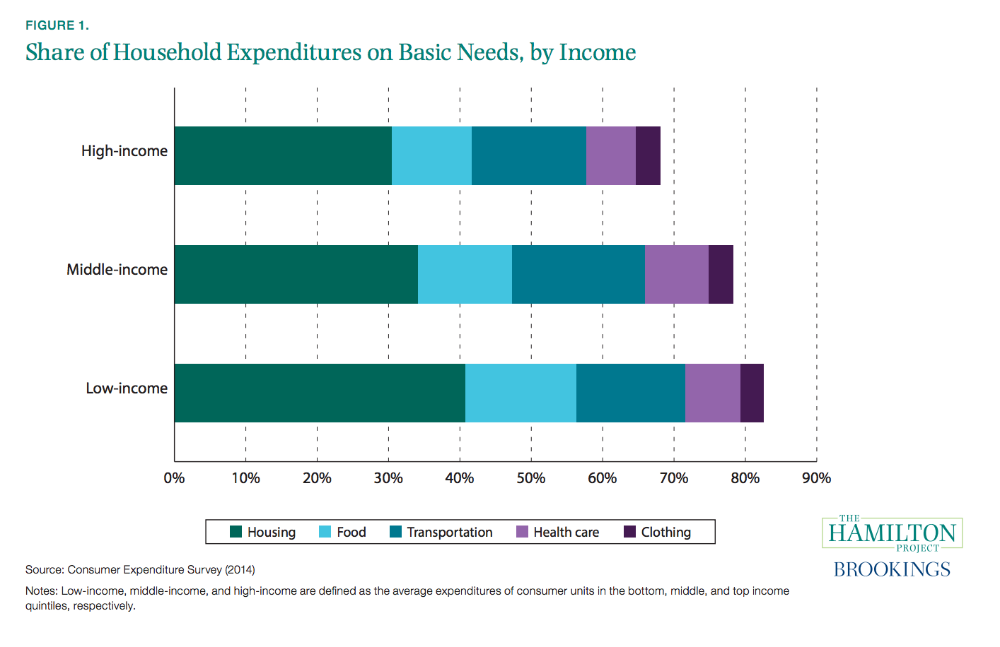 FIGURE 1.
Share of Household Expenditures on Basic Needs, by Income
High-income
Middle-income
Low-income
0% 10% 20% 30% 40% 50% 60% 70% 80% 90%
Housing Food Transportation Health care Clothing
THE
HAMILTON
PROJECT
BROOKINGS
Source: Consumer Expenditure Survey (2014)
Notes: Low-income, middle-income, and high-income are defined as the average expenditures of consumer units in the bottom, middle, and top income
quintiles, respectively.